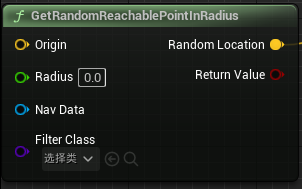 GetRandomReachablePointInRadius
Origin
Random Location
Radius 0.0
Return Value
Nav Data
Filter Class
选择类